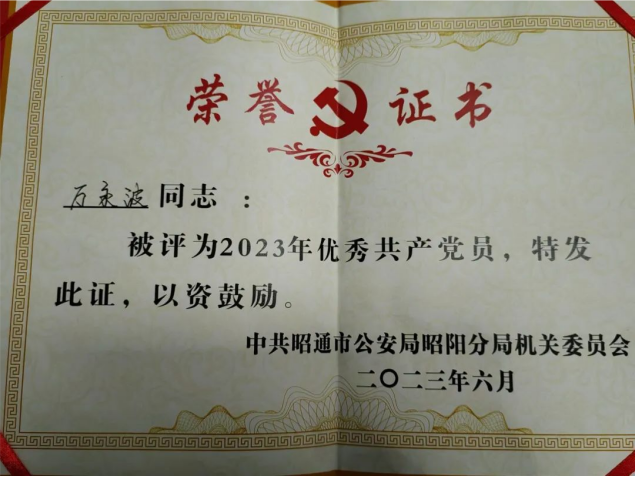 荣誉证书
万永波同志：
被评为2023年优秀共产党员，特发
此证，以资鼓励。
中共昭通市公安局昭阳分局机关委员会
二〇二三年六月